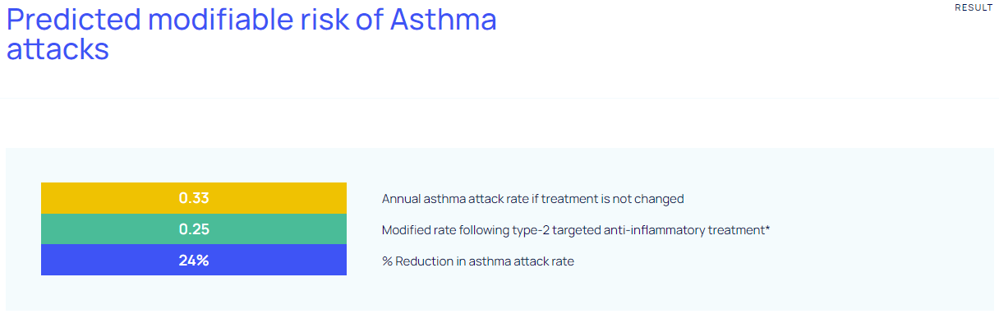 Predicted modifiable risk of Asthma
attacks
RESULT
0.33 Annual asthma attack rate if treatment is not changed
0.25 Modified rate following type-2 targeted anti-inflammatory treatment*
24% % Reduction in asthma attack rate